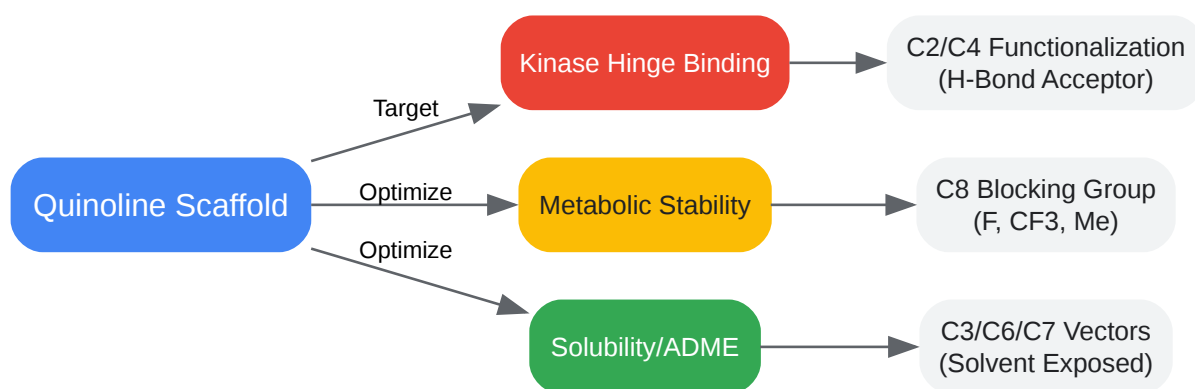 Quinoline Scaffold
Target
Optimize
Optimize
Kinase Hinge Binding
Metabolic Stability
Solubility/ADME
C2/C4 Functionalization
(H-Bond Acceptor)
C8 Blocking Group
(F, CF3, Me)
C3/C6/C7 Vectors
(Solvent Exposed)